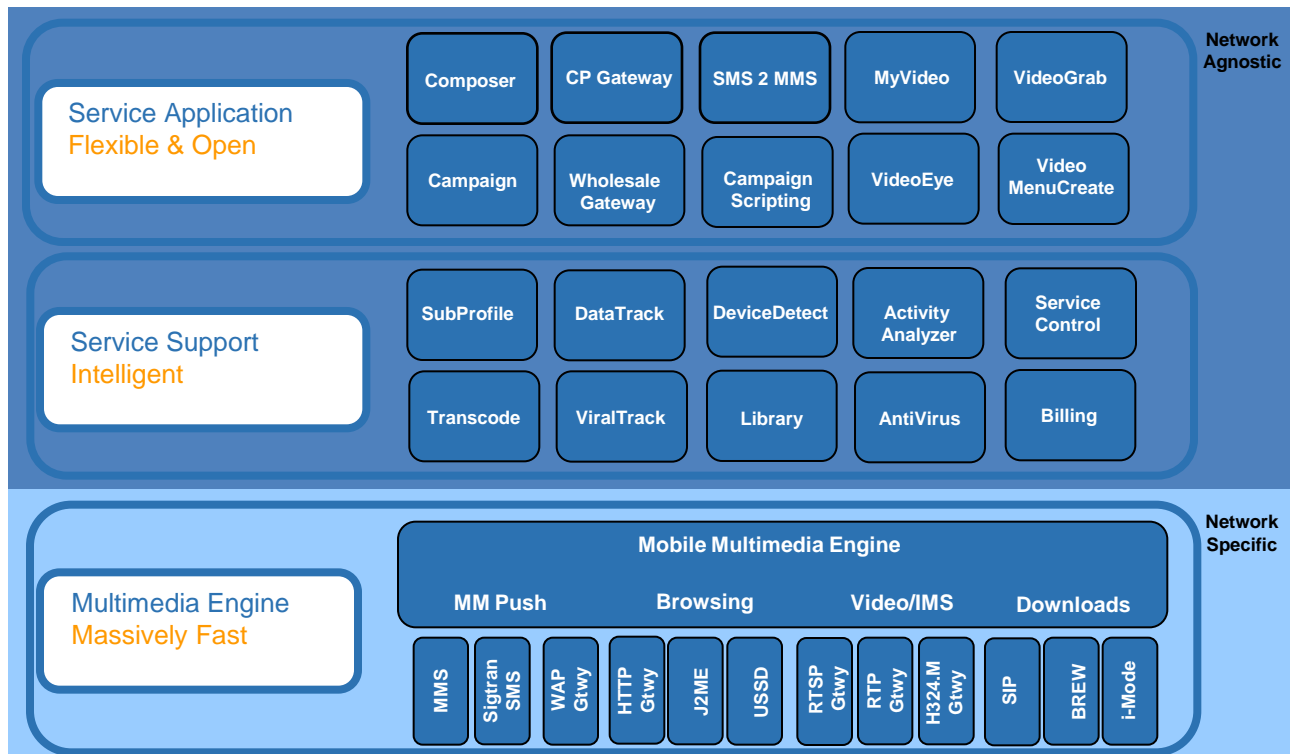 Network
Agnostic
Service Application
Flexible & Open
Composer
CP Gateway
SMS 2 MMS
MyVideo
VideoGrab
Campaign
Wholesale
Gateway
Campaign
Scripting
VideoEye
Video
MenuCreate
Service Support
Intelligent
SubProfile
DataTrack
DeviceDetect
Activity
Analyzer
Service
Control
Transcode
ViralTrack
Library
AntiVirus
Billing
Network
Specific
Multimedia Engine
Massively Fast
Mobile Multimedia Engine
MM Push
Browsing
Video/IMS
Downloads
MMS
Sigtran
SMS
WAP
Gtwy
HTTP
Gtwy
J2ME
USSD
RTSP
Gtwy
RTP
Gtwy
H324.M
Gtwy
SIP
BREW
i-Mode